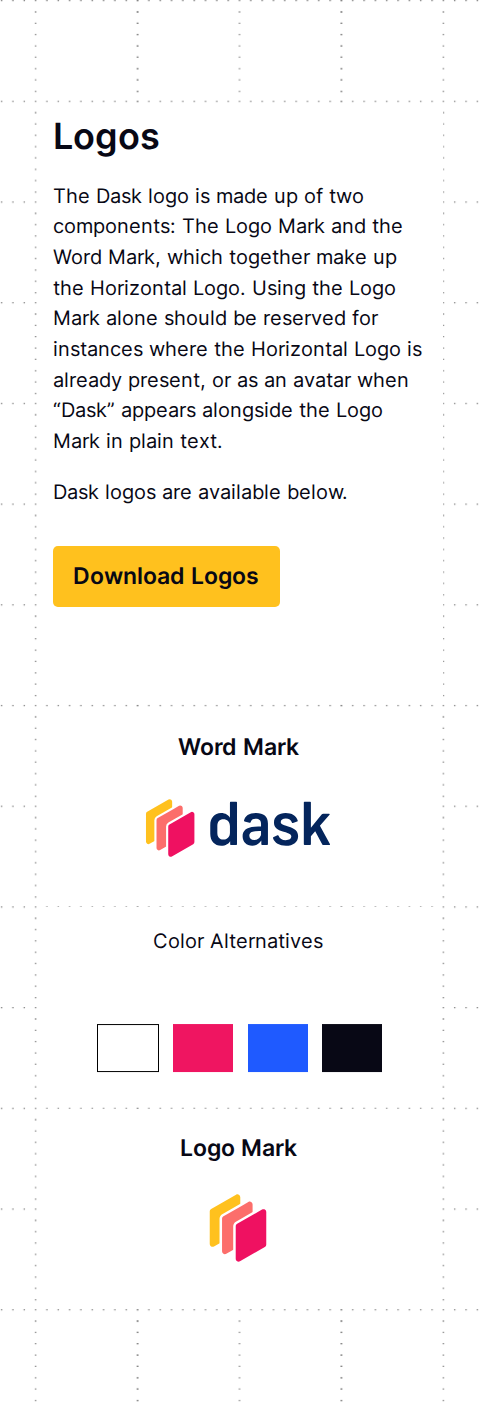 Logos
The Dask logo is made up of two
components: The Logo Mark and the
Word Mark, which together make up
the Horizontal Logo. Using the Logo
Mark alone should be reserved for
instances where the Horizontal Logo is
already present, or as an avatar when
“Dask” appears alongside the Logo
Mark in plain text.
Dask logos are available below.
Download Logos
Word Mark
dask
Color Alternatives
Logo Mark